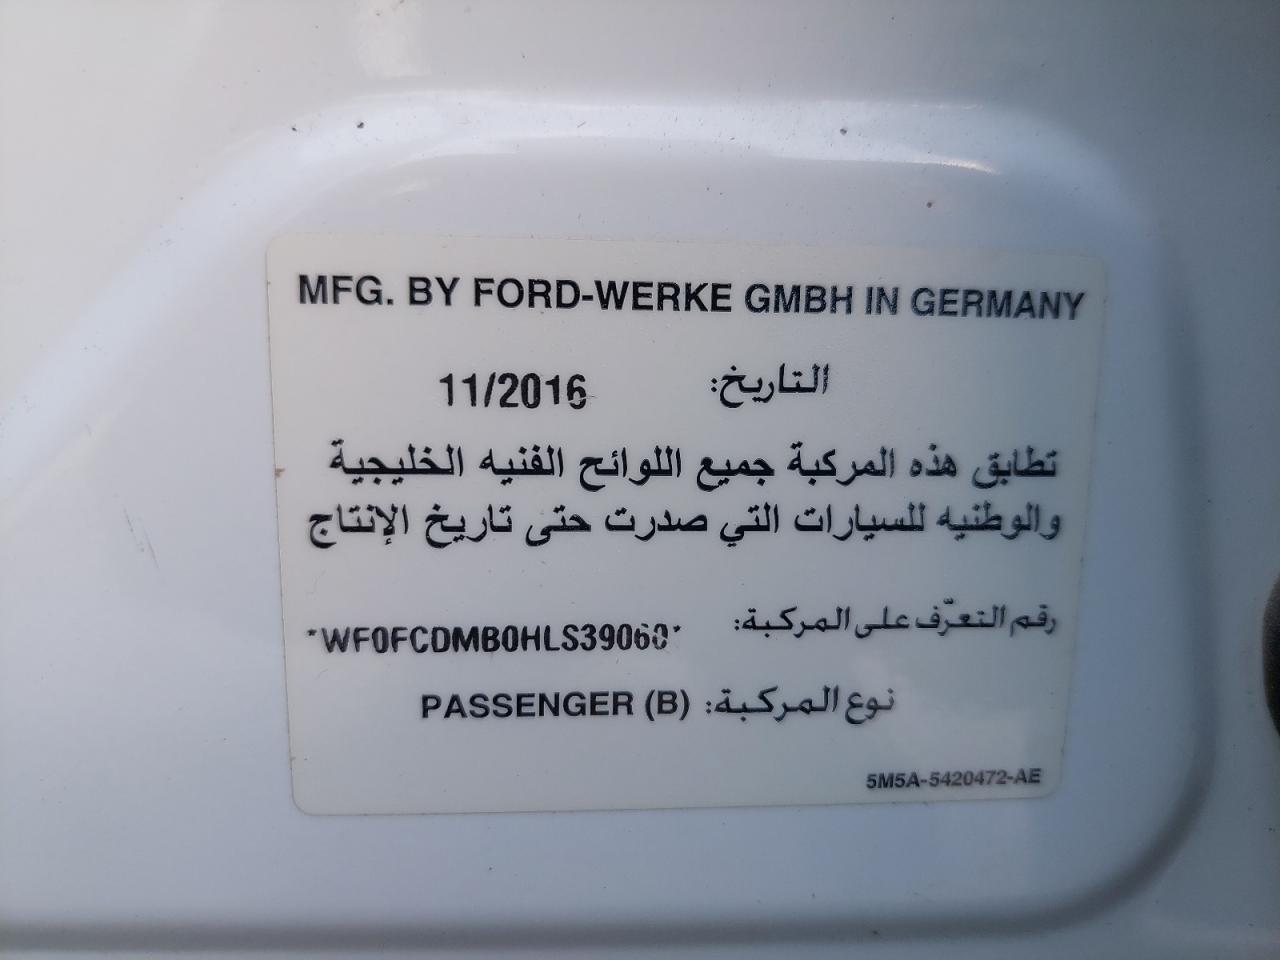 MFG. BY FORD-WERKE GMBH IN GERMANY
التاريخ: 11/2016
تطابق هذه المركبة جميع اللوائح الفنيه الخليجية
والوطنيه للسيارات التي صدرت حتى تاريخ الإنتاج
رقم التعرّف على المركبة: *WF0FCDMB0HLS39060*
نوع المركبة: PASSENGER (B)
5M5A-5420472-AE